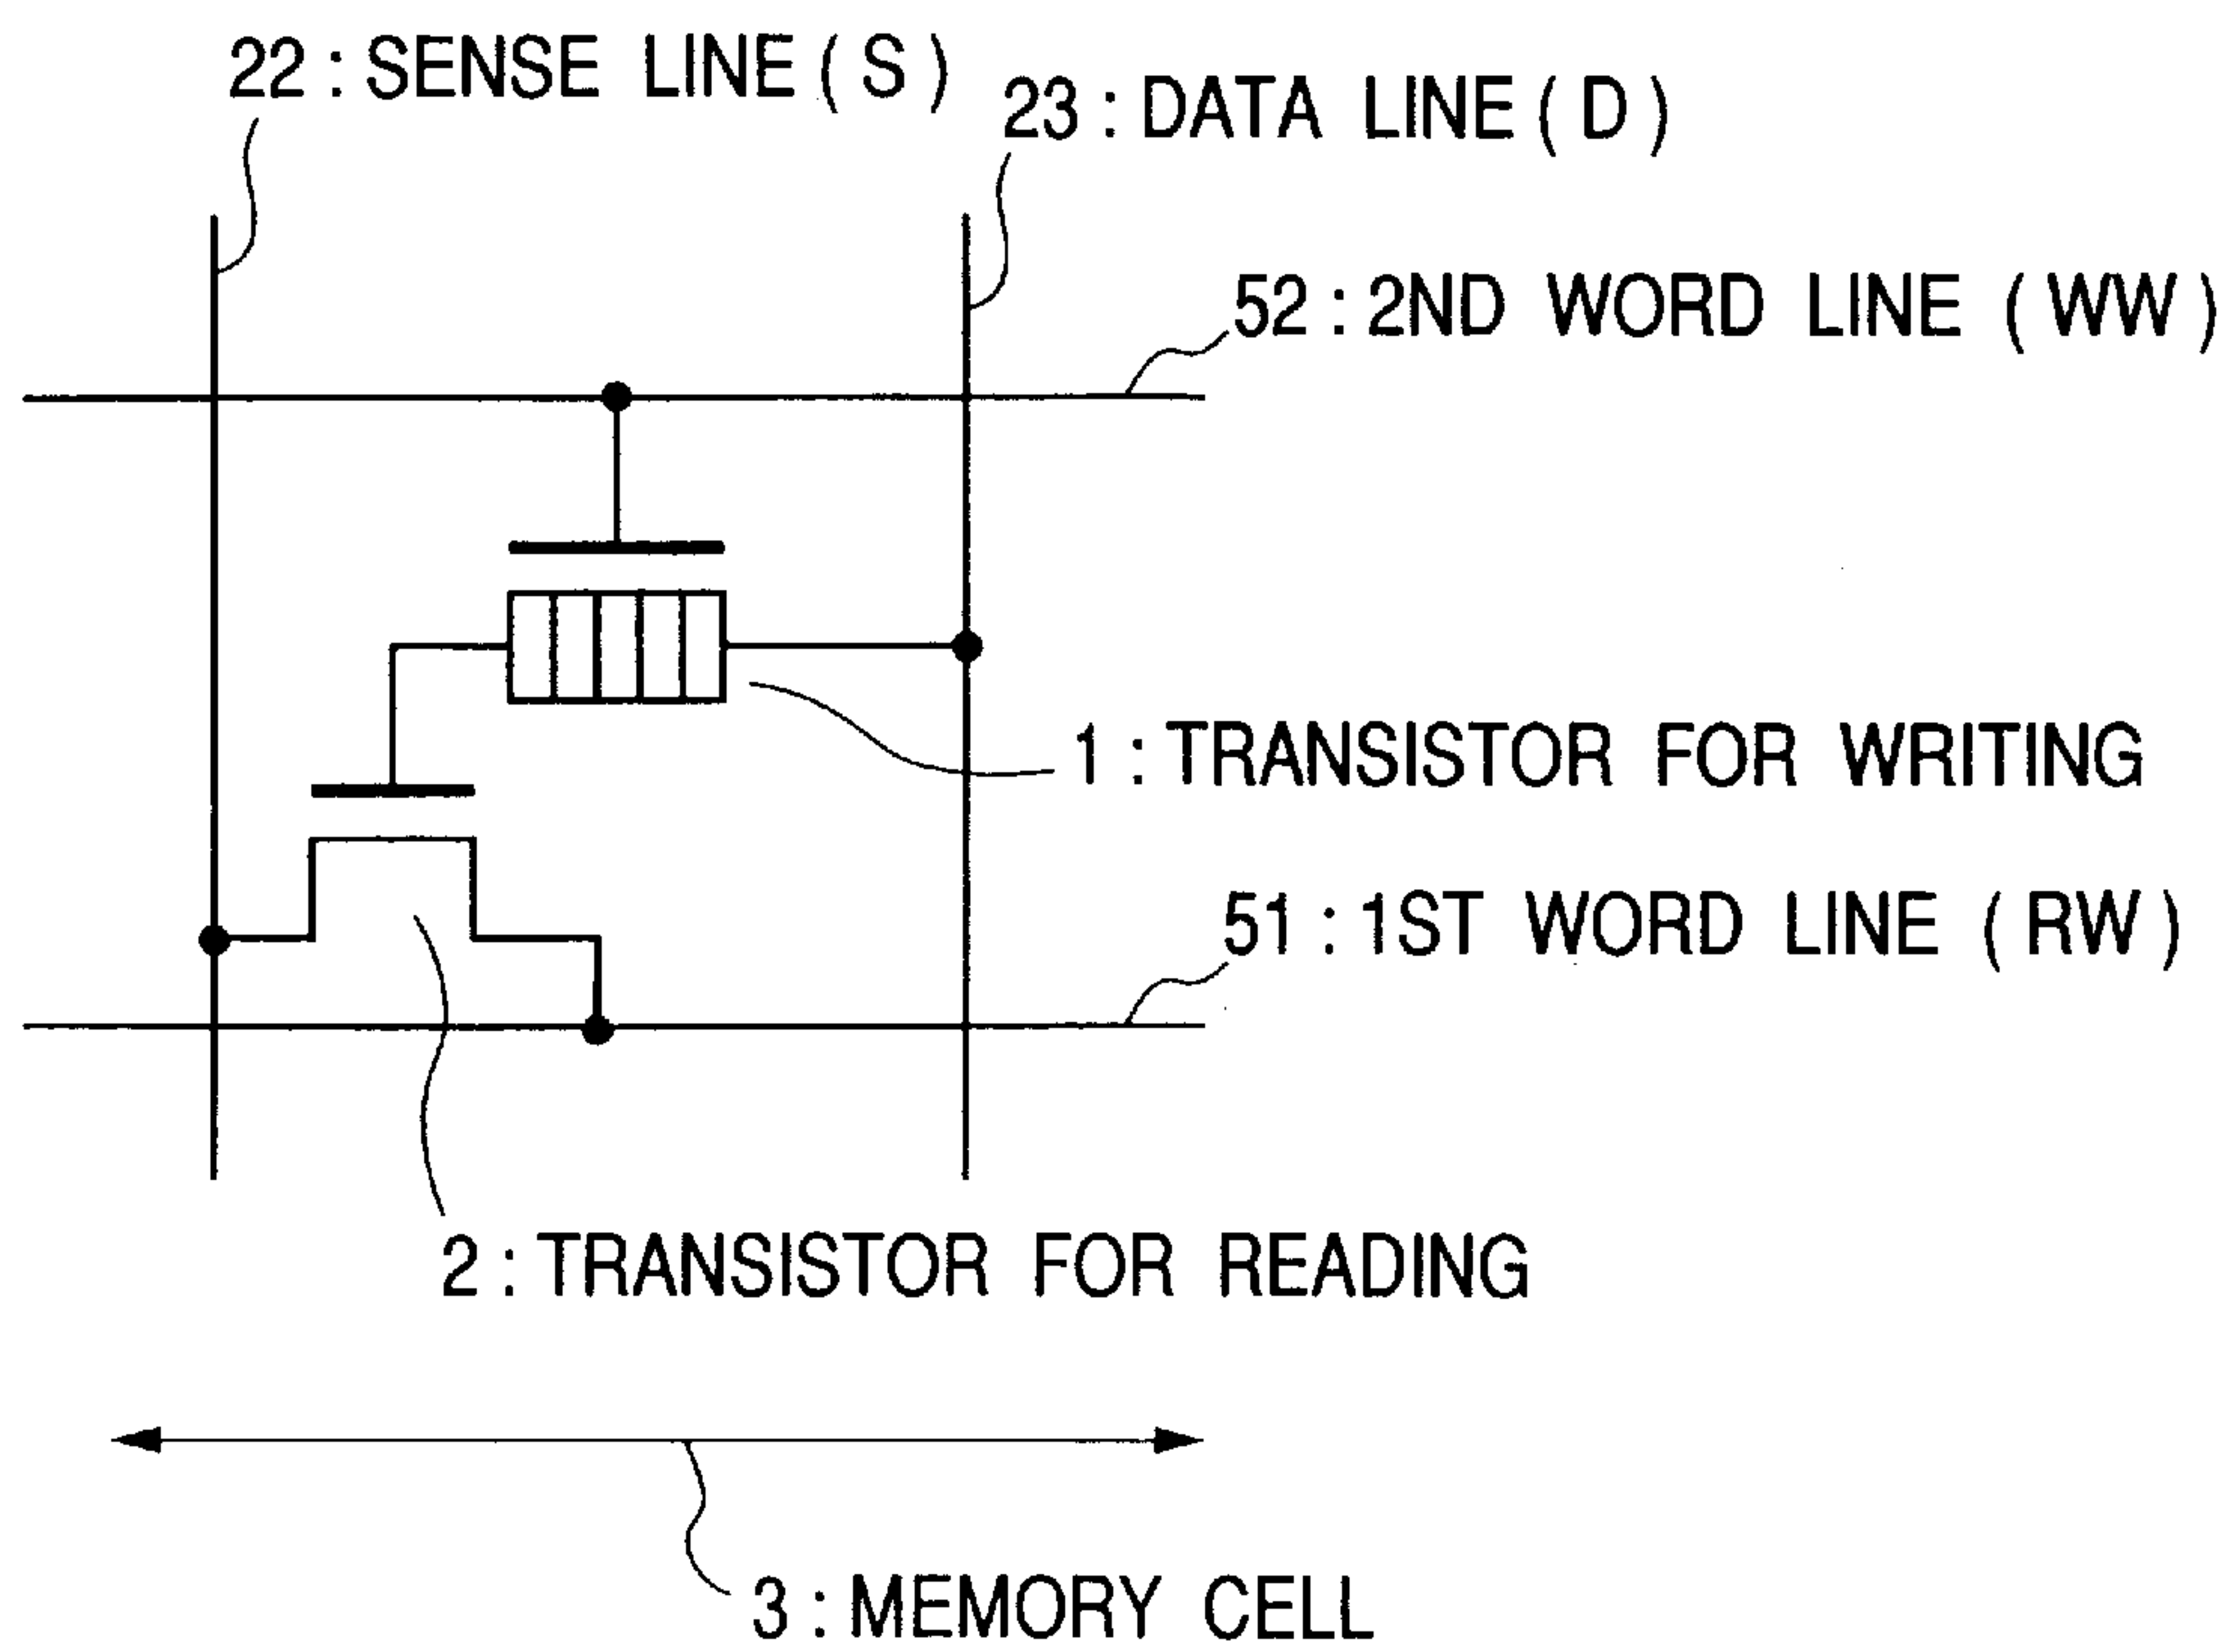 22 : SENSE LINE ( S )
23 : DATA LINE ( D )
52 : 2ND WORD LINE ( WW )
1 : TRANSISTOR FOR WRITING
51 : 1ST WORD LINE ( RW )
2 : TRANSISTOR FOR READING
3 : MEMORY CELL